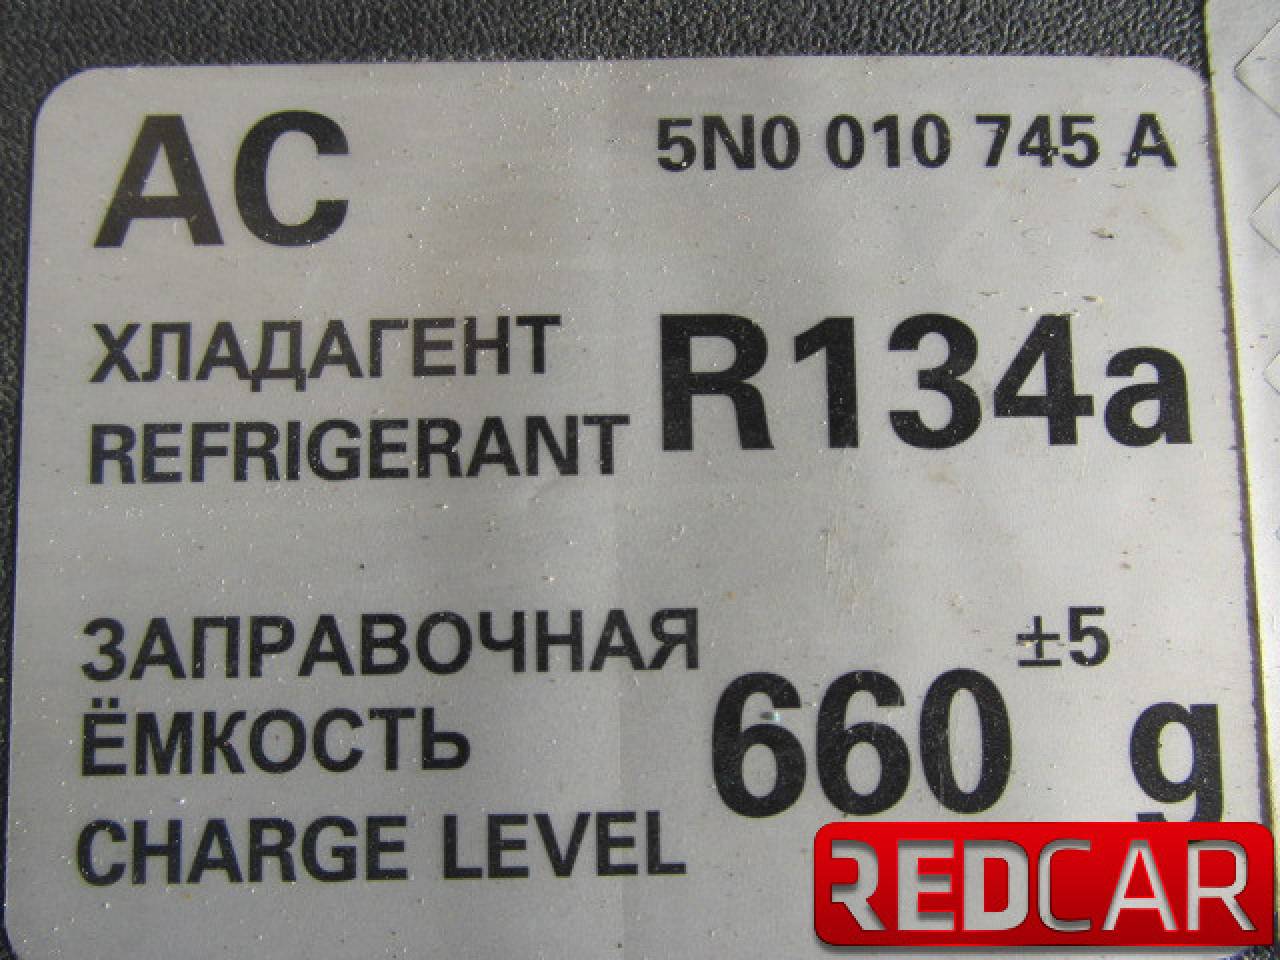 AC
5N0 010 745 A
ХЛАДАГЕНТ
REFRIGERANT
R134a
ЗАПРАВОЧНАЯ
ЁМКОСТЬ
CHARGE LEVEL
660 ±5 g
REDCAR